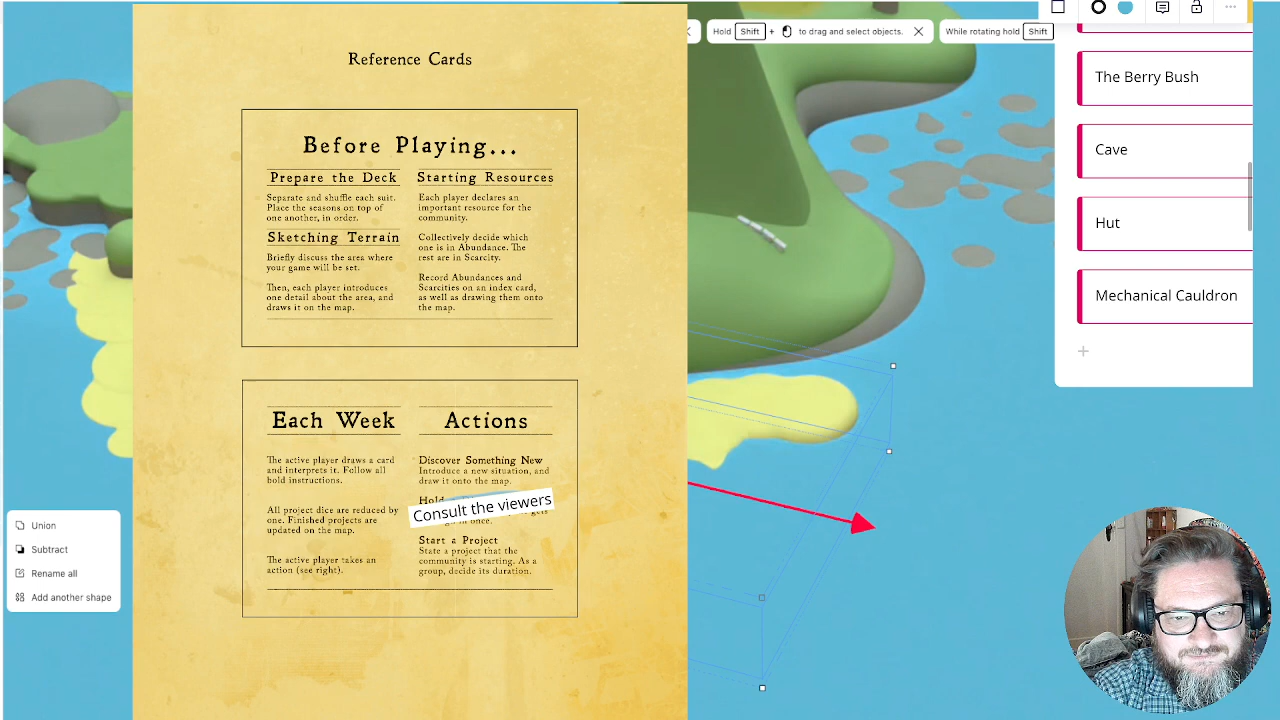 Reference Cards
Before Playing...
Prepare the Deck
Separate and shuffle each suit.
Place the seasons on top of
one another, in order.
Sketching Terrain
Briefly discuss the area where
your game will be set.
Then, each player introduces
one detail about the area, and
draws it on the map.
Starting Resources
Each player declares an
important resource for the
community.
Collectively decide which
one is in Abundance. The
rest are in Scarcity.
Record Abundances and
Scarcities on an index card,
as well as drawing them onto
the map.
Each Week
The active player draws a card
and interprets it. Follow all
bold instructions.
All project dice are reduced by
one. Finished projects are
updated on the map.
The active player takes an
action (see right).
Actions
Discover Something New
Introduce a new situation, and
draw it onto the map.
Hold
Consult the viewers
in once.
Start a Project
State a project that the
community is starting. As a
group, decide its duration.
Hold Shift + to drag and select objects.
While rotating hold Shift
The Berry Bush
Cave
Hut
Mechanical Cauldron
+
Union
Subtract
Rename all
Add another shape